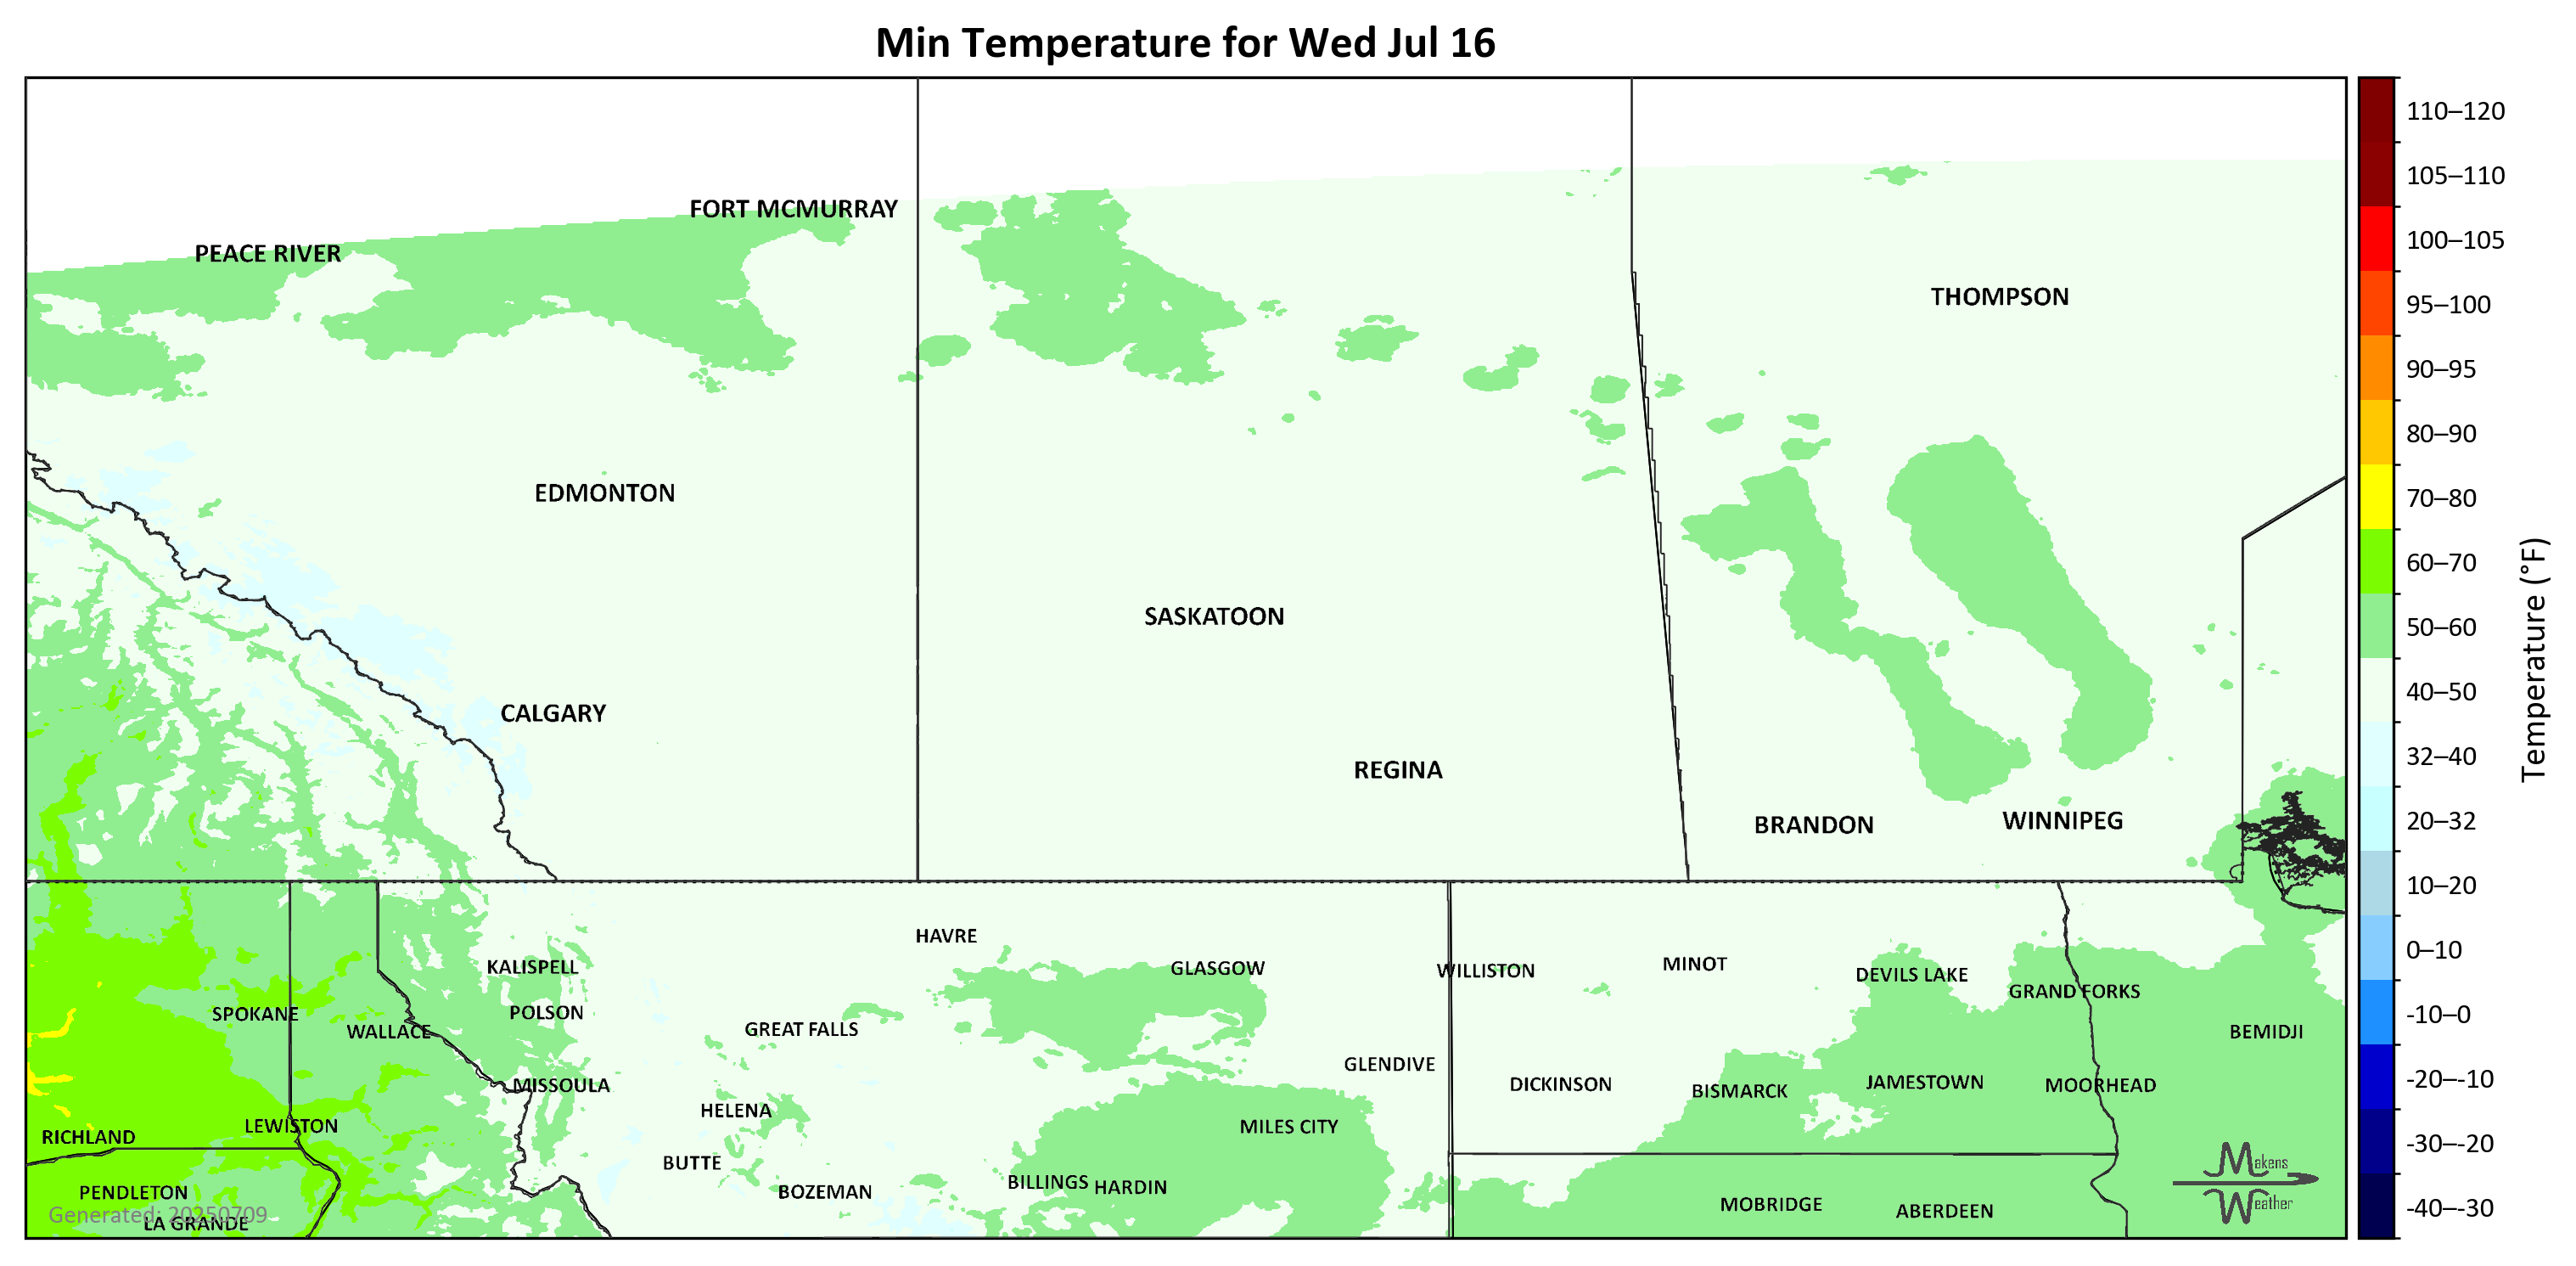 Min Temperature for Wed Jul 16
FORT MCMURRAY
PEACE RIVER
THOMPSON
EDMONTON
SASKATOON
CALGARY
REGINA
BRANDON
WINNIPEG
HAVRE
KALISPELL
GLASGOW
WILLISTON
MINOT
DEVILS LAKE
GRAND FORKS
SPOKANE
POLSON
WALLACE
GREAT FALLS
BEMIDJI
GLENDIVE
MISSOULA
DICKINSON
BISMARCK
JAMESTOWN
MOORHEAD
HELENA
LEWISTON
MILES CITY
RICHLAND
BUTTE
BOZEMAN
BILLINGS
HARDIN
PENDLETON
MOBRIDGE
ABERDEEN
Generated: 20250709
LA GRANDE
Makens
Weather
110–120
105–110
100–105
95–100
90–95
80–90
70–80
60–70
50–60
40–50
32–40
20–32
10–20
0–10
-10–0
-20–-10
-30–-20
-40–-30
Temperature (°F)